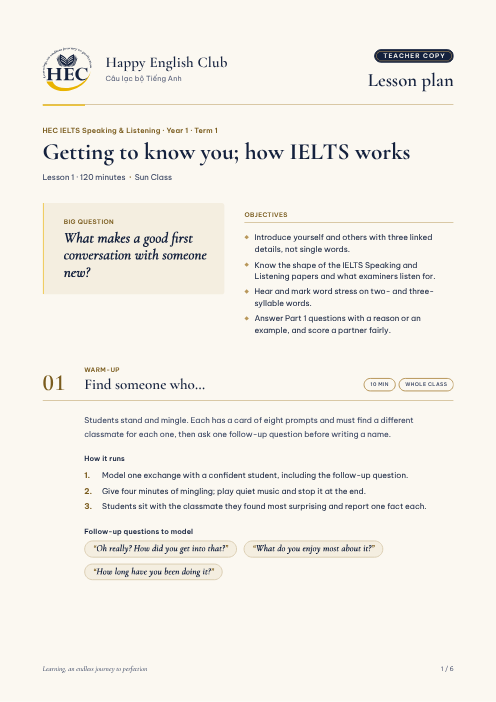 Learning, an endless journey to perfection
HEC
Happy English Club
Câu lạc bộ Tiếng Anh
TEACHER COPY
Lesson plan
HEC IELTS Speaking & Listening · Year 1 · Term 1
Getting to know you; how IELTS works
Lesson 1 · 120 minutes · Sun Class
BIG QUESTION
What makes a good first
conversation with someone
new?
OBJECTIVES
Introduce yourself and others with three linked
details, not single words.
Know the shape of the IELTS Speaking and
Listening papers and what examiners listen for.
Hear and mark word stress on two- and three-
syllable words.
Answer Part 1 questions with a reason or an
example, and score a partner fairly.
01
WARM-UP
Find someone who…
10 MIN
WHOLE CLASS
Students stand and mingle. Each has a card of eight prompts and must find a different
classmate for each one, then ask one follow-up question before writing a name.
How it runs
1. Model one exchange with a confident student, including the follow-up question.
2. Give four minutes of mingling; play quiet music and stop it at the end.
3. Students sit with the classmate they found most surprising and report one fact each.
Follow-up questions to model
“Oh really? How did you get into that?”
“What do you enjoy most about it?”
“How long have you been doing it?”
Learning, an endless journey to perfection
1 / 6